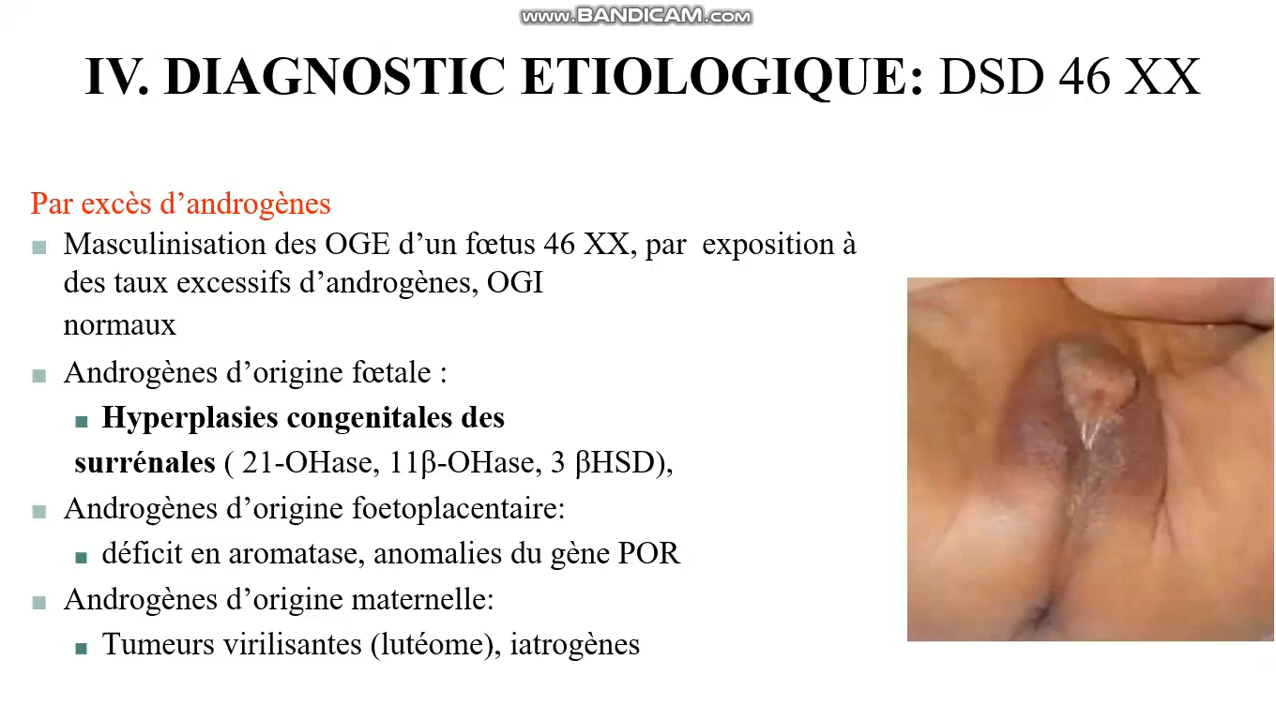 www.BANDICAM.com
IV. DIAGNOSTIC ETIOLOGIQUE: DSD 46 XX
Par excès d’androgènes
Masculinisation des OGE d’un fœtus 46 XX, par exposition à
des taux excessifs d’androgènes, OGI
normaux
Androgènes d’origine fœtale :
Hyperplasies congenitales des
surrénales ( 21-OHase, 11β-OHase, 3 βHSD),
Androgènes d’origine foetoplacentaire:
déficit en aromatase, anomalies du gène POR
Androgènes d’origine maternelle:
Tumeurs virilisantes (lutéome), iatrogènes